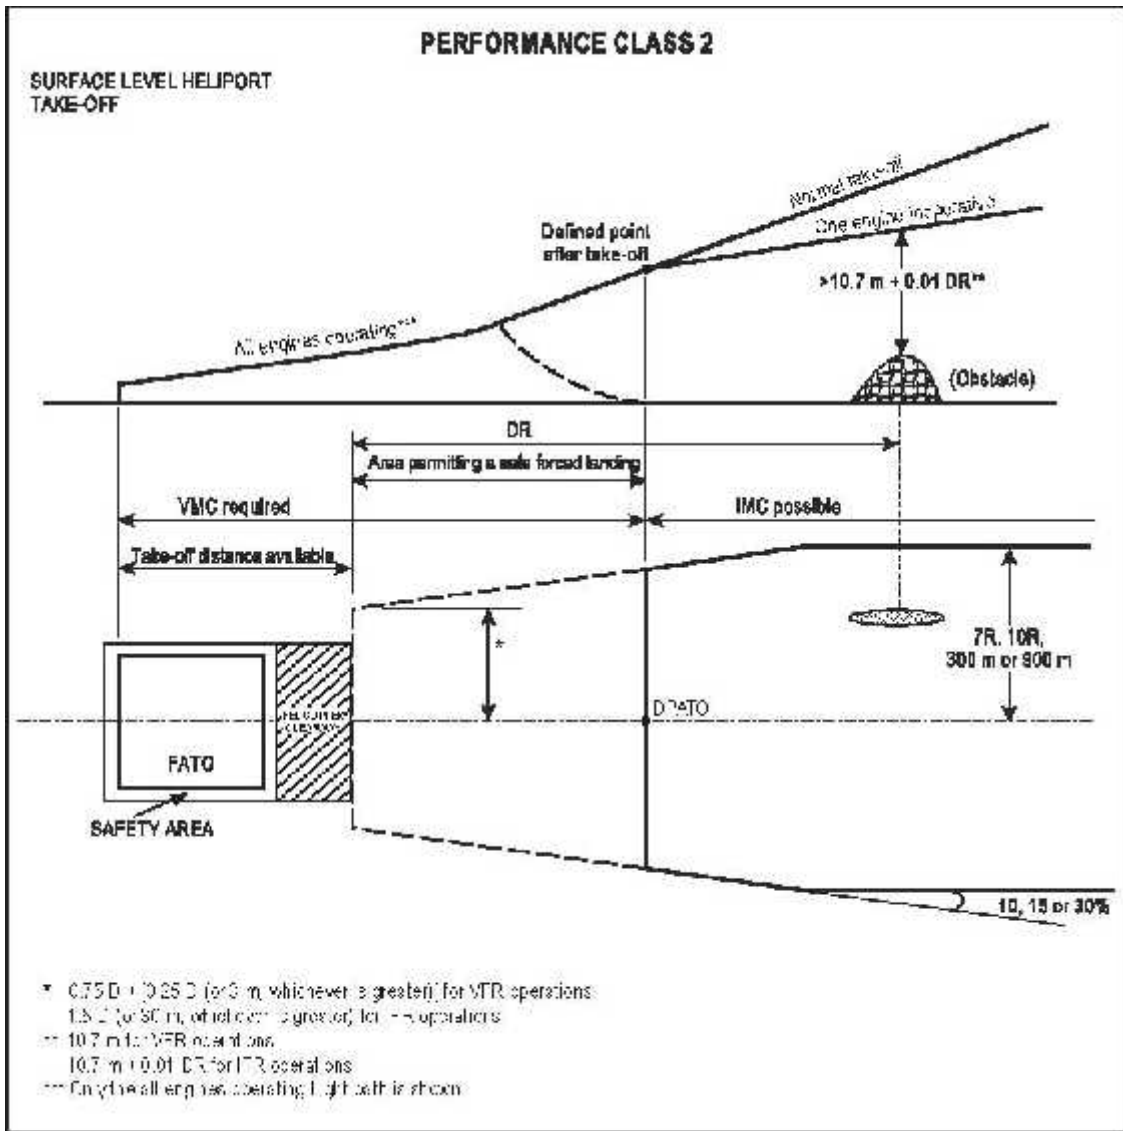 PERFORMANCE CLASS 2
SURFACE LEVEL HELIPORT
TAKE-OFF
Normal take-off
One engine inoperative
Defined point
after take-off
>10.7 m + 0.01 DR**
All engines operating***
(Obstacle)
DR
Area permitting a safe forced landing
VMC required
IMC possible
Take-off distance available
*
7R, 10R,
300 m or 900 m
HELICOPTER
CLEARWAY
DPATO
FATO
SAFETY AREA
10, 15 or 30%
* 0.75 D + [0.25 D (or 3 m, whichever is greater)] for VFR operations
(or 90 m, whichever is greater) for IFR operations
** 10.7 m for VFR operations
10.7 m + 0.01 DR for IFR operations
*** Only the all engines operating flight path is shown